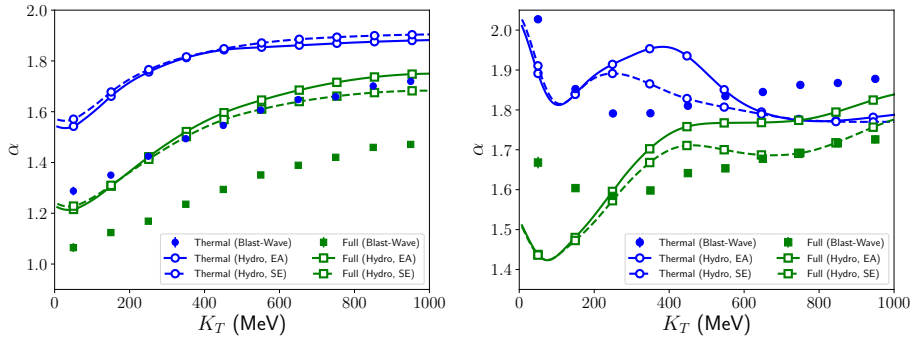 2.0
1.8
1.6
1.4
1.2
1.0
α
0 200 400 600 800 1000
K_T (MeV)
Thermal (Blast-Wave)
Thermal (Hydro, EA)
Thermal (Hydro, SE)
Full (Blast-Wave)
Full (Hydro, EA)
Full (Hydro, SE)
2.0
1.9
1.8
1.7
1.6
1.5
1.4
α
0 200 400 600 800 1000
K_T (MeV)
Thermal (Blast-Wave)
Thermal (Hydro, EA)
Thermal (Hydro, SE)
Full (Blast-Wave)
Full (Hydro, EA)
Full (Hydro, SE)